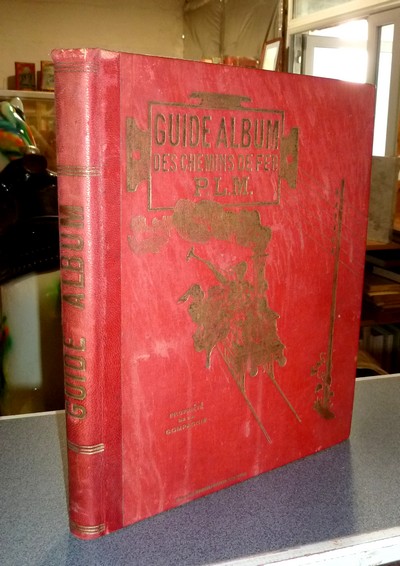 GUIDE ALBUM
DES CHEMINS DE FER
P.L.M.
GUIDE ALBUM